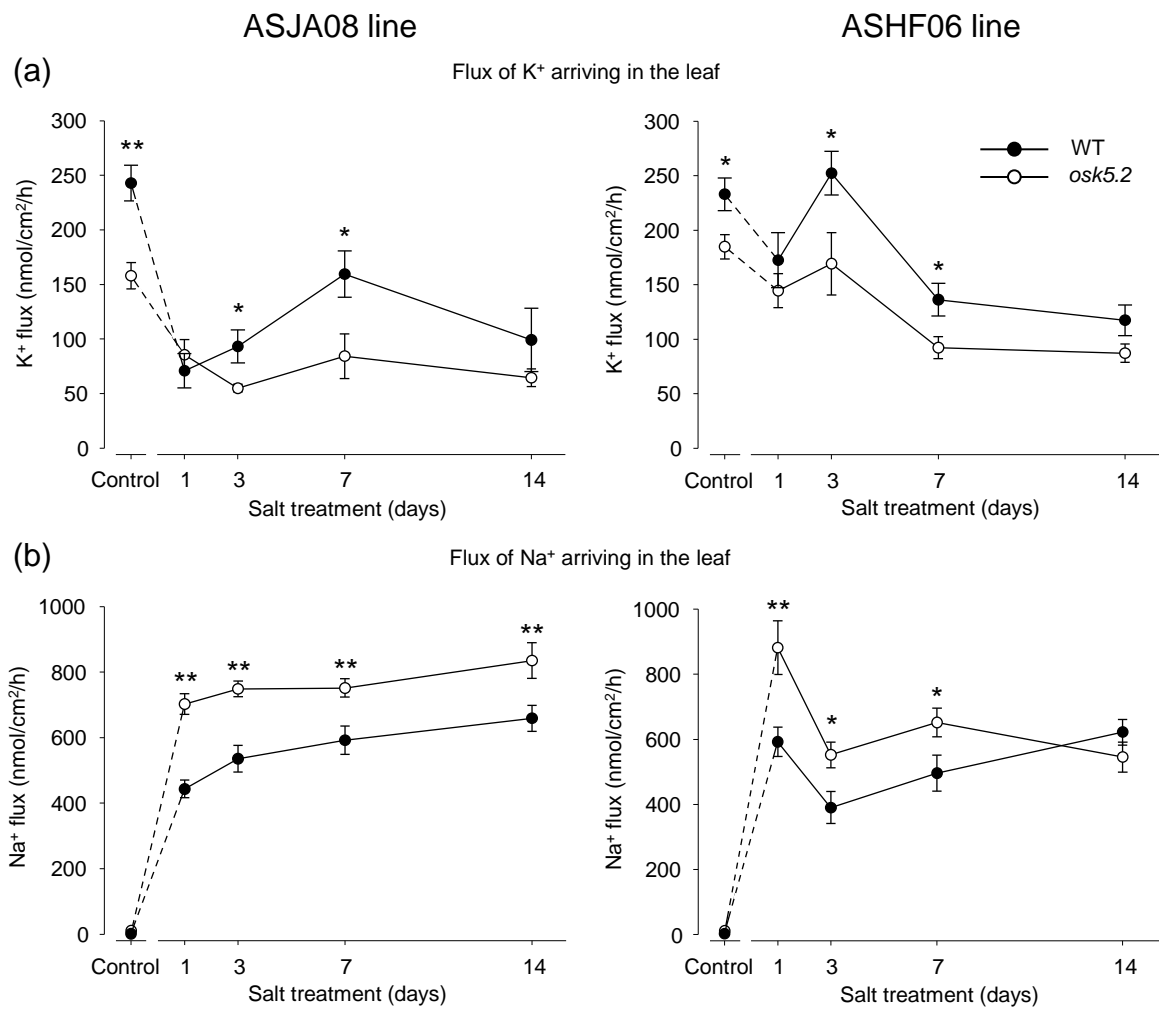 ASJA08 line
ASHF06 line
(a)
Flux of K⁺ arriving in the leaf
K⁺ flux (nmol/cm²/h)
300
250
200
150
100
50
0
**
*
*
Control 1 3 7 14
Salt treatment (days)
K⁺ flux (nmol/cm²/h)
300
250
200
150
100
50
0
*
*
*
WT
osk5.2
Control 1 3 7 14
Salt treatment (days)
(b)
Flux of Na⁺ arriving in the leaf
Na⁺ flux (nmol/cm²/h)
1000
800
600
400
200
0
**
**
**
**
Control 1 3 7 14
Salt treatment (days)
Na⁺ flux (nmol/cm²/h)
1000
800
600
400
200
0
**
*
*
Control 1 3 7 14
Salt treatment (days)